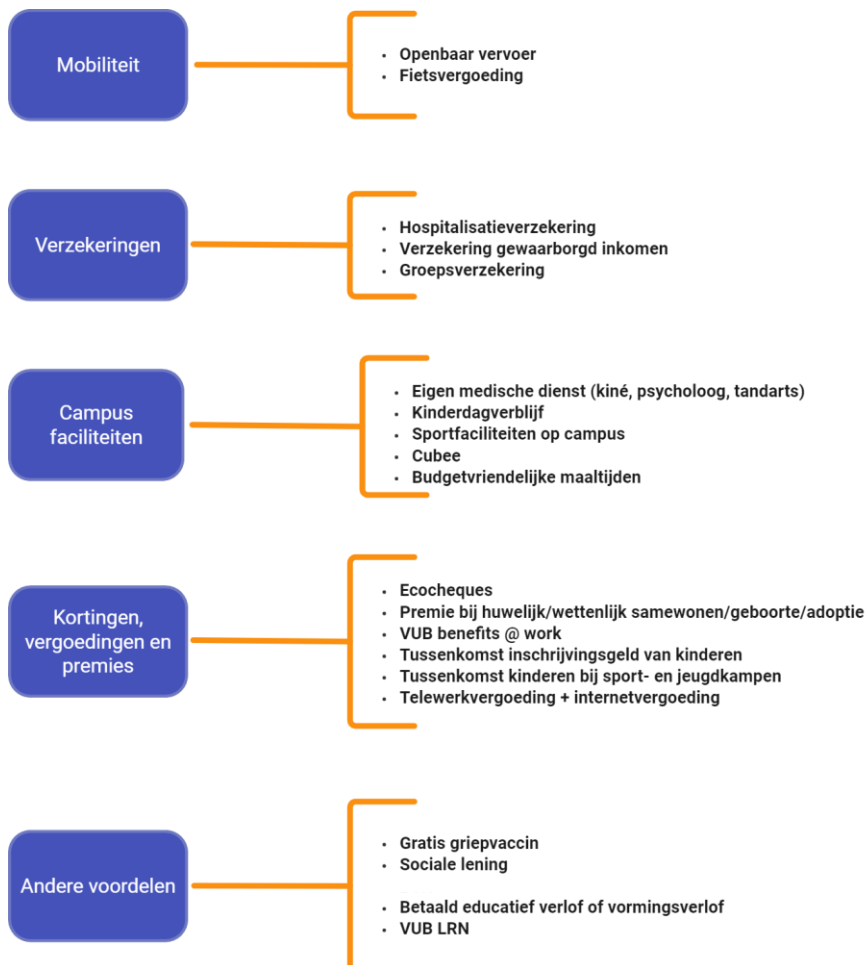 Mobiliteit
• Openbaar vervoer
• Fietsvergoeding
Verzekeringen
• Hospitalisatieverzekering
• Verzekering gewaarborgd inkomen
• Groepsverzekering
Campus
faciliteiten
• Eigen medische dienst (kiné, psycholoog, tandarts)
• Kinderdagverblijf
• Sportfaciliteiten op campus
• Cubee
• Budgetvriendelijke maaltijden
Kortingen,
vergoedingen en
premies
• Ecocheques
• Premie bij huwelijk/wettenlijk samewonen/geboorte/adoptie
• VUB benefits @ work
• Tussenkomst inschrijvingsgeld van kinderen
• Tussenkomst kinderen bij sport- en jeugdkampen
• Telewerkvergoeding + internetvergoeding
Andere voordelen
• Gratis griepvaccin
• Sociale lening
• Betaald educatief verlof of vormingsverlof
• VUB LRN